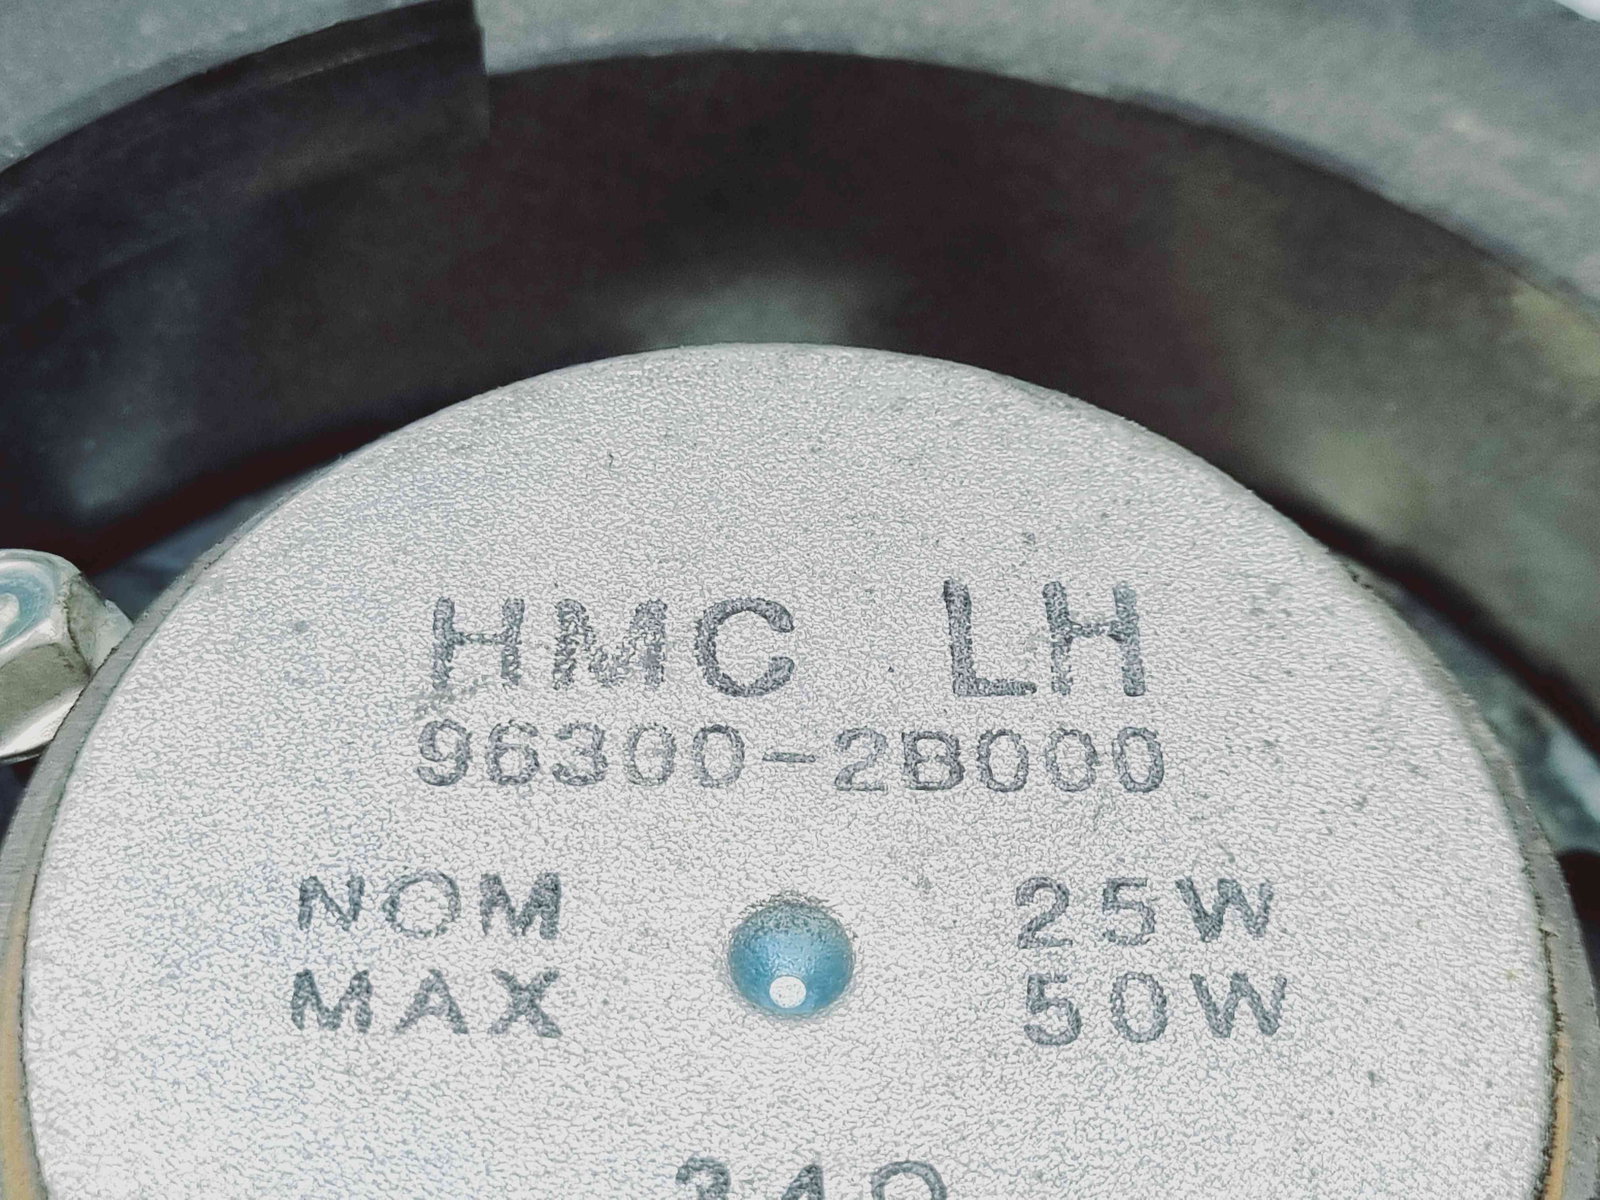 HMC LH
96300-2B000
NOM 25W
MAX 50W